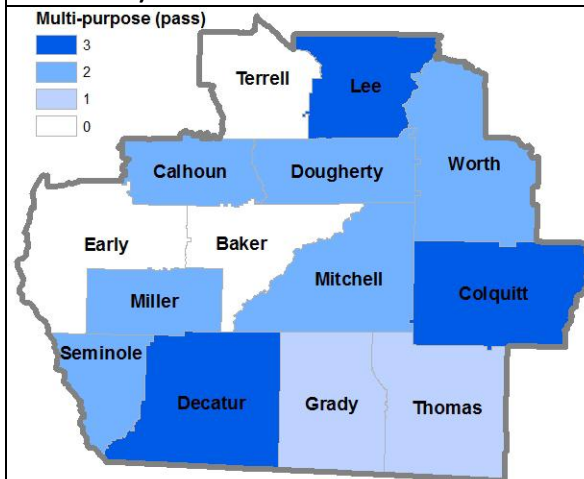 Multi-purpose (pass)
3
2
1
0
Terrell
Lee
Worth
Calhoun
Dougherty
Early
Baker
Mitchell
Colquitt
Miller
Seminole
Decatur
Grady
Thomas